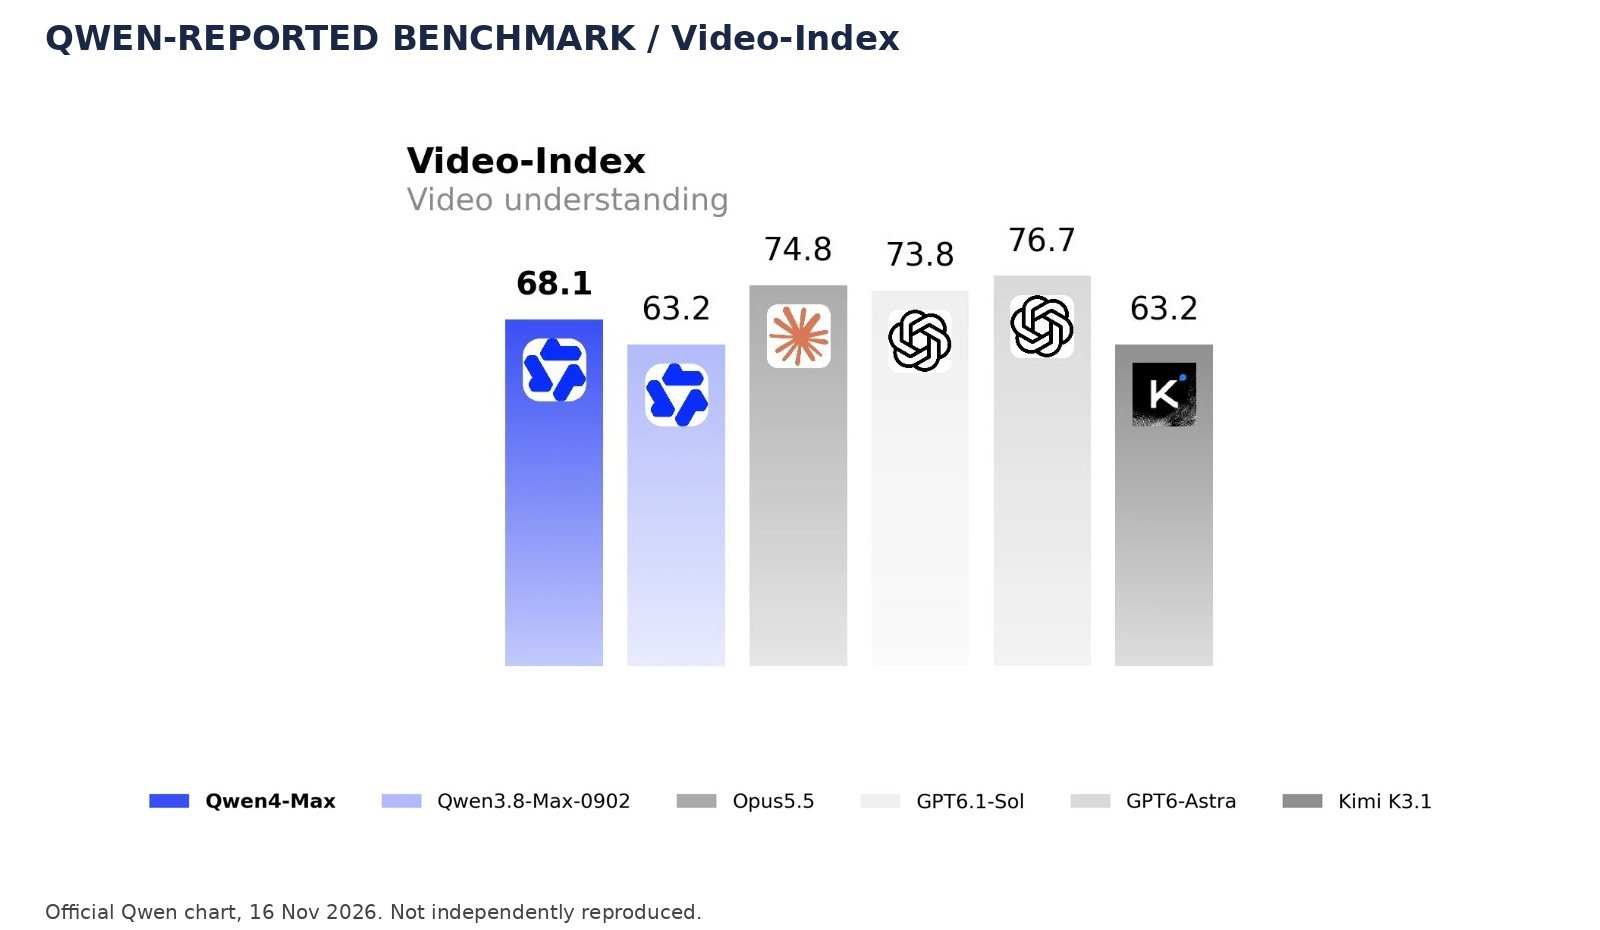 QWEN-REPORTED BENCHMARK / Video-Index
Video-Index
Video understanding
68.1
63.2
74.8
73.8
76.7
63.2
K
Qwen4-Max
Qwen3.8-Max-0902
Opus5.5
GPT6.1-Sol
GPT6-Astra
Kimi K3.1
Official Qwen chart, 16 Nov 2026. Not independently reproduced.